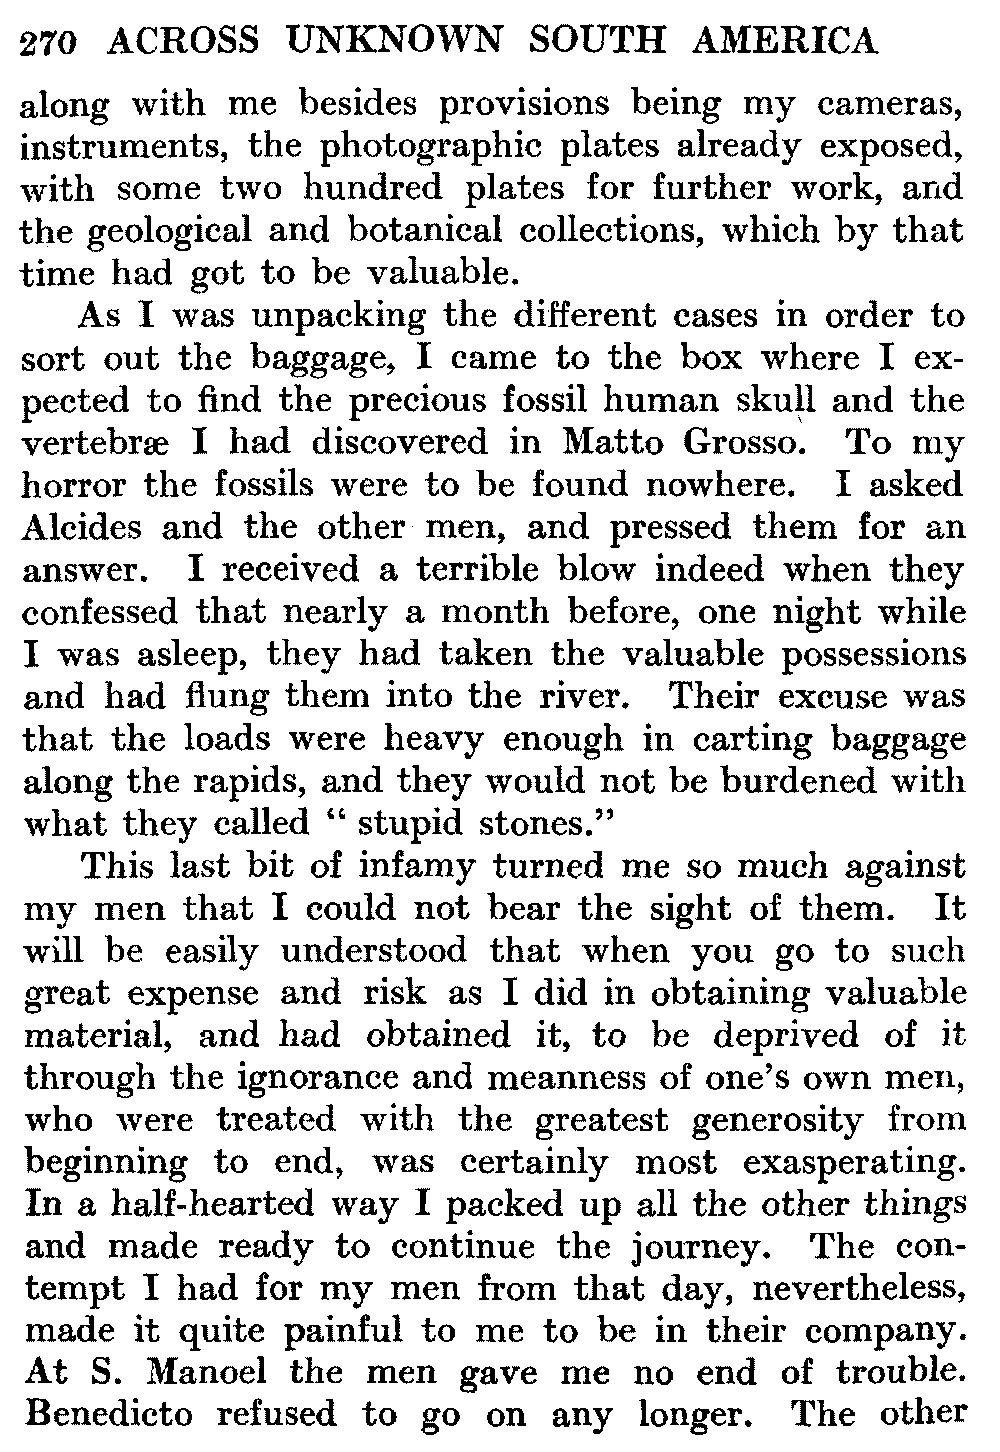 270 ACROSS UNKNOWN SOUTH AMERICA
along with me besides provisions being my cameras,
instruments, the photographic plates already exposed,
with some two hundred plates for further work, and
the geological and botanical collections, which by that
time had got to be valuable.
As I was unpacking the different cases in order to
sort out the baggage, I came to the box where I ex-
pected to find the precious fossil human skull and the
vertebræ I had discovered in Matto Grosso. To my
horror the fossils were to be found nowhere. I asked
Alcides and the other men, and pressed them for an
answer. I received a terrible blow indeed when they
confessed that nearly a month before, one night while
I was asleep, they had taken the valuable possessions
and had flung them into the river. Their excuse was
that the loads were heavy enough in carting baggage
along the rapids, and they would not be burdened with
what they called “ stupid stones.”
This last bit of infamy turned me so much against
my men that I could not bear the sight of them. It
will be easily understood that when you go to such
great expense and risk as I did in obtaining valuable
material, and had obtained it, to be deprived of it
through the ignorance and meanness of one’s own men,
who were treated with the greatest generosity from
beginning to end, was certainly most exasperating.
In a half-hearted way I packed up all the other things
and made ready to continue the journey. The con-
tempt I had for my men from that day, nevertheless,
made it quite painful to me to be in their company.
At S. Manoel the men gave me no end of trouble.
Benedicto refused to go on any longer. The other